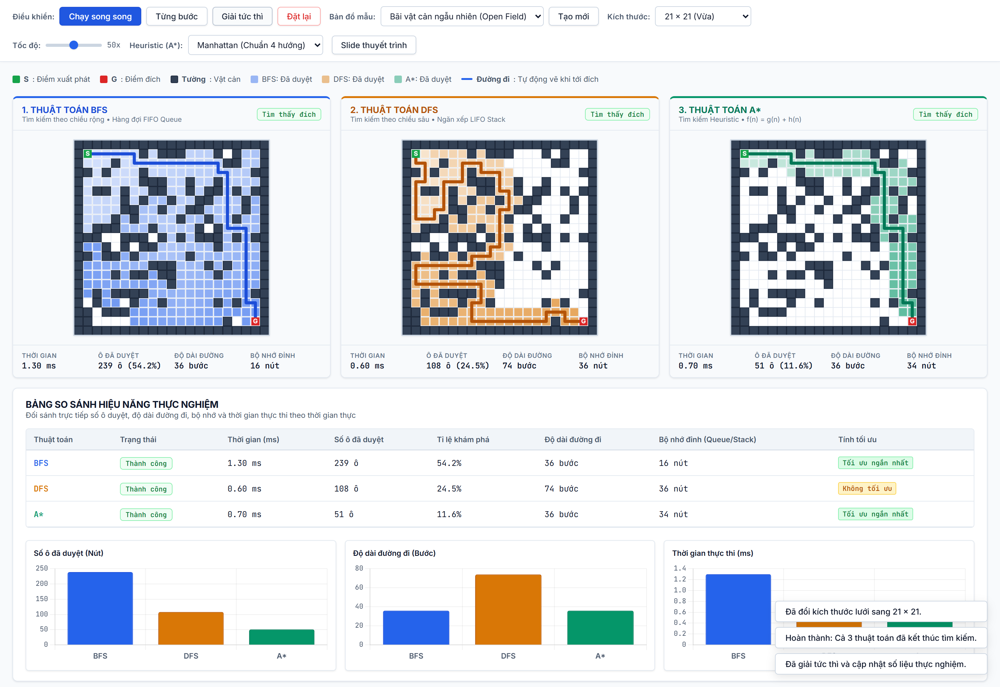 Điều khiển: Chạy song song Từng bước Giải tức thì Đặt lại Bản đồ mẫu: Bãi vật cản ngẫu nhiên (Open Field) Tạo mới Kích thước: 21 × 21 (Vừa)
Tốc độ: 50x Heuristic (A*): Manhattan (Chuẩn 4 hướng) Slide thuyết trình
S : Điểm xuất phát G : Điểm đích Tường : Vật cản BFS: Đã duyệt DFS: Đã duyệt A*: Đã duyệt Đường đi : Tự động vẽ khi tới đích
1. THUẬT TOÁN BFS
Tìm kiếm theo chiều rộng • Hàng đợi FIFO Queue
Tìm thấy đích
S
G
THỜI GIAN Ô ĐÃ DUYỆT ĐỘ DÀI ĐƯỜNG BỘ NHỚ ĐỈNH
1.30 ms 239 ô (54.2%) 36 bước 16 nút
2. THUẬT TOÁN DFS
Tìm kiếm theo chiều sâu • Ngăn xếp LIFO Stack
Tìm thấy đích
S
G
THỜI GIAN Ô ĐÃ DUYỆT ĐỘ DÀI ĐƯỜNG BỘ NHỚ ĐỈNH
0.60 ms 108 ô (24.5%) 74 bước 36 nút
3. THUẬT TOÁN A*
Tìm kiếm Heuristic • f(n) = g(n) + h(n)
Tìm thấy đích
S
G
THỜI GIAN Ô ĐÃ DUYỆT ĐỘ DÀI ĐƯỜNG BỘ NHỚ ĐỈNH
0.70 ms 51 ô (11.6%) 36 bước 34 nút
BẢNG SO SÁNH HIỆU NĂNG THỰC NGHIỆM
Đối sánh trực tiếp số ô duyệt, độ dài đường đi, bộ nhớ và thời gian thực thi theo thời gian thực
Thuật toán Trạng thái Thời gian (ms) Số ô đã duyệt Tỉ lệ khám phá Độ dài đường đi Bộ nhớ đỉnh (Queue/Stack) Tính tối ưu
BFS Thành công 1.30 ms 239 ô 54.2% 36 bước 16 nút Tối ưu ngắn nhất
DFS Thành công 0.60 ms 108 ô 24.5% 74 bước 36 nút Không tối ưu
A* Thành công 0.70 ms 51 ô 11.6% 36 bước 34 nút Tối ưu ngắn nhất
Số ô đã duyệt (Nút)
250
200
150
100
50
0
BFS DFS A*
Độ dài đường đi (Bước)
80
60
40
20
0
BFS DFS A*
Thời gian thực thi (ms)
1.4
1.2
1.0
0.8
0.6
0.4
0.2
0
BFS
Đã đổi kích thước lưới sang 21 × 21.
Hoàn thành: Cả 3 thuật toán đã kết thúc tìm kiếm.
Đã giải tức thì và cập nhật số liệu thực nghiệm.